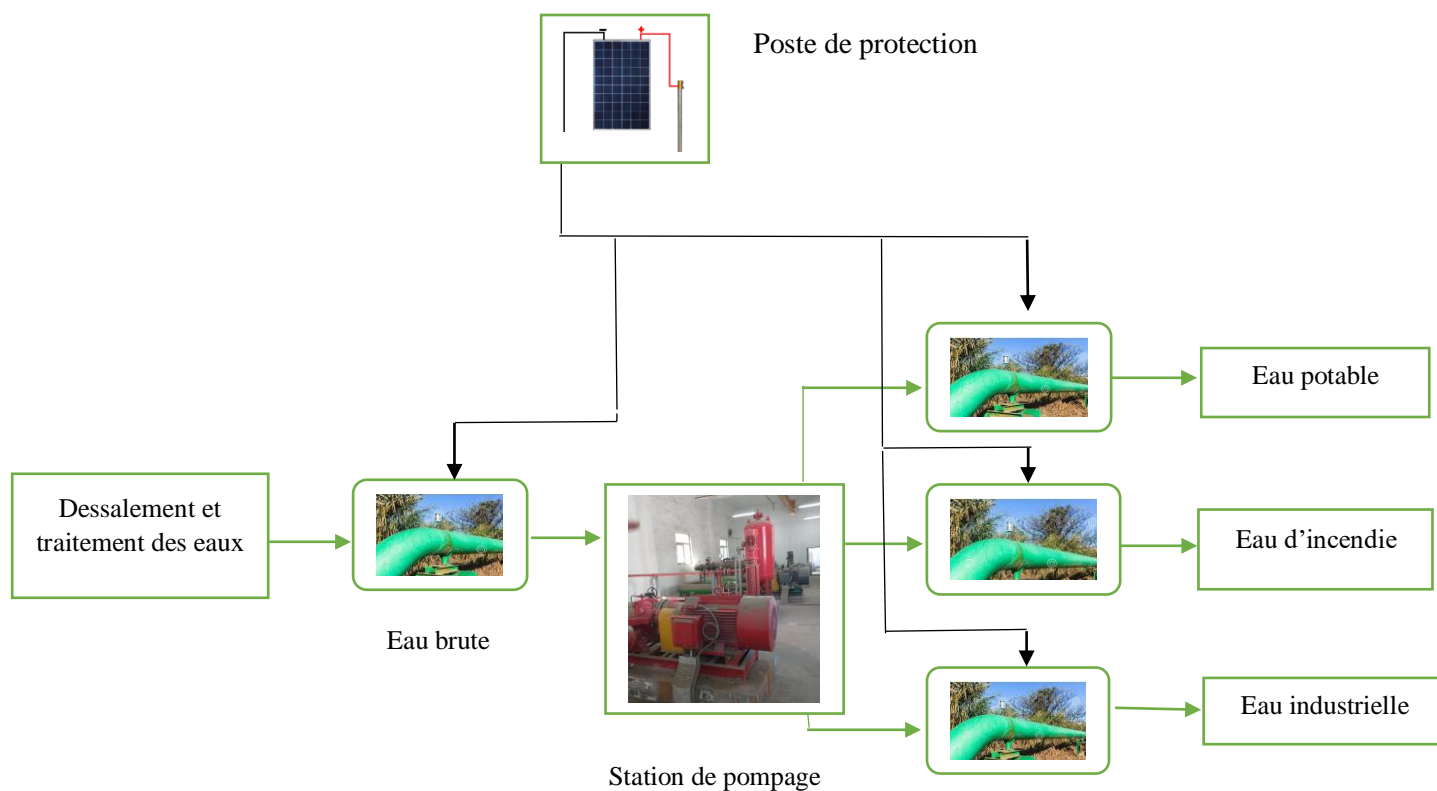 - +
Poste de protection
Eau potable
Dessalement et
traitement des eaux
Eau d’incendie
Eau brute
Eau industrielle
Station de pompage